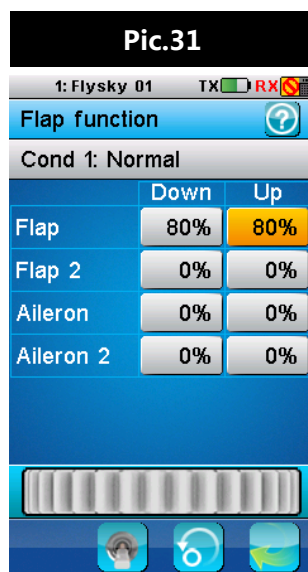 Pic.31
1: Flysky 01 TX RX
Flap function ?
Cond 1: Normal
Down Up
Flap 80% 80%
Flap 2 0% 0%
Aileron 0% 0%
Aileron 2 0% 0%